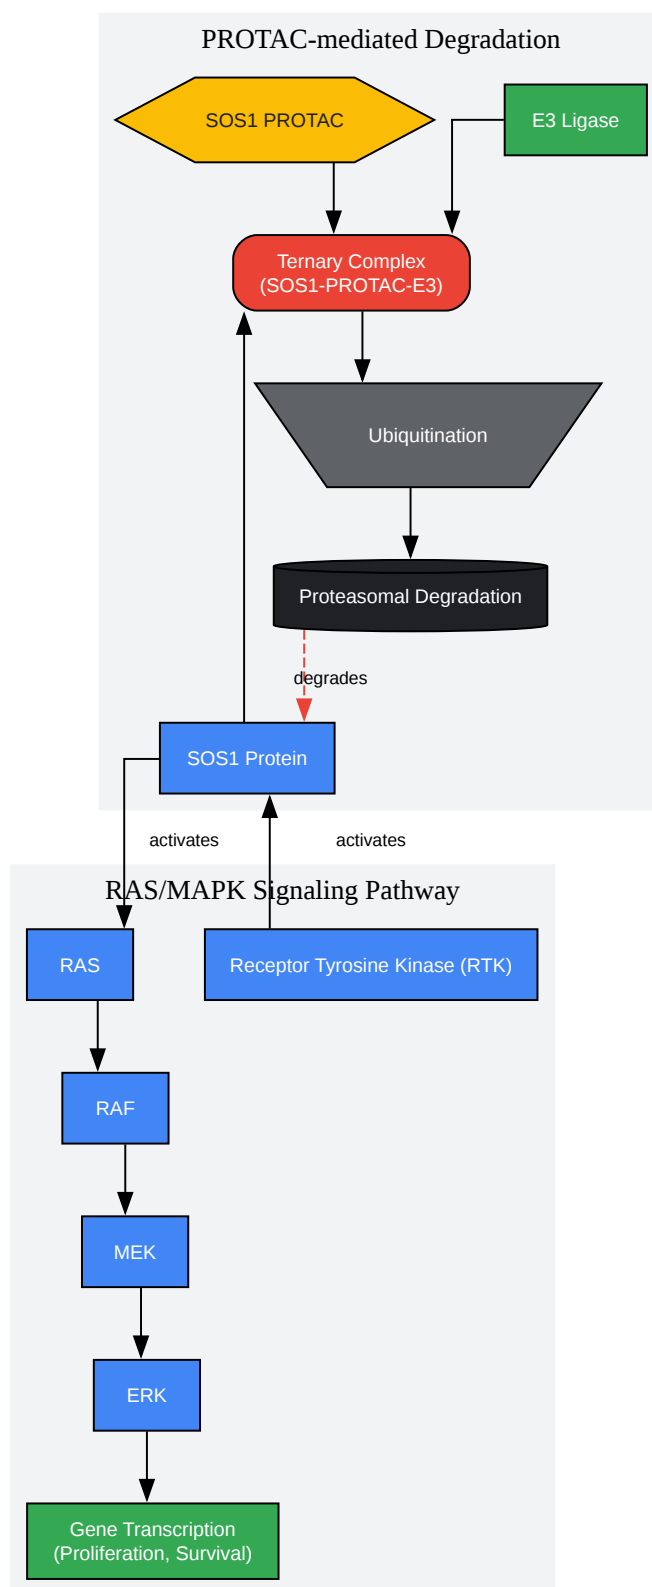 PROTAC-mediated Degradation
SOS1 PROTAC
E3 Ligase
Ternary Complex
(SOS1-PROTAC-E3)
Ubiquitination
Proteasomal Degradation
degrades
SOS1 Protein
activates
activates
RAS/MAPK Signaling Pathway
RAS
Receptor Tyrosine Kinase (RTK)
RAF
MEK
ERK
Gene Transcription
(Proliferation, Survival)